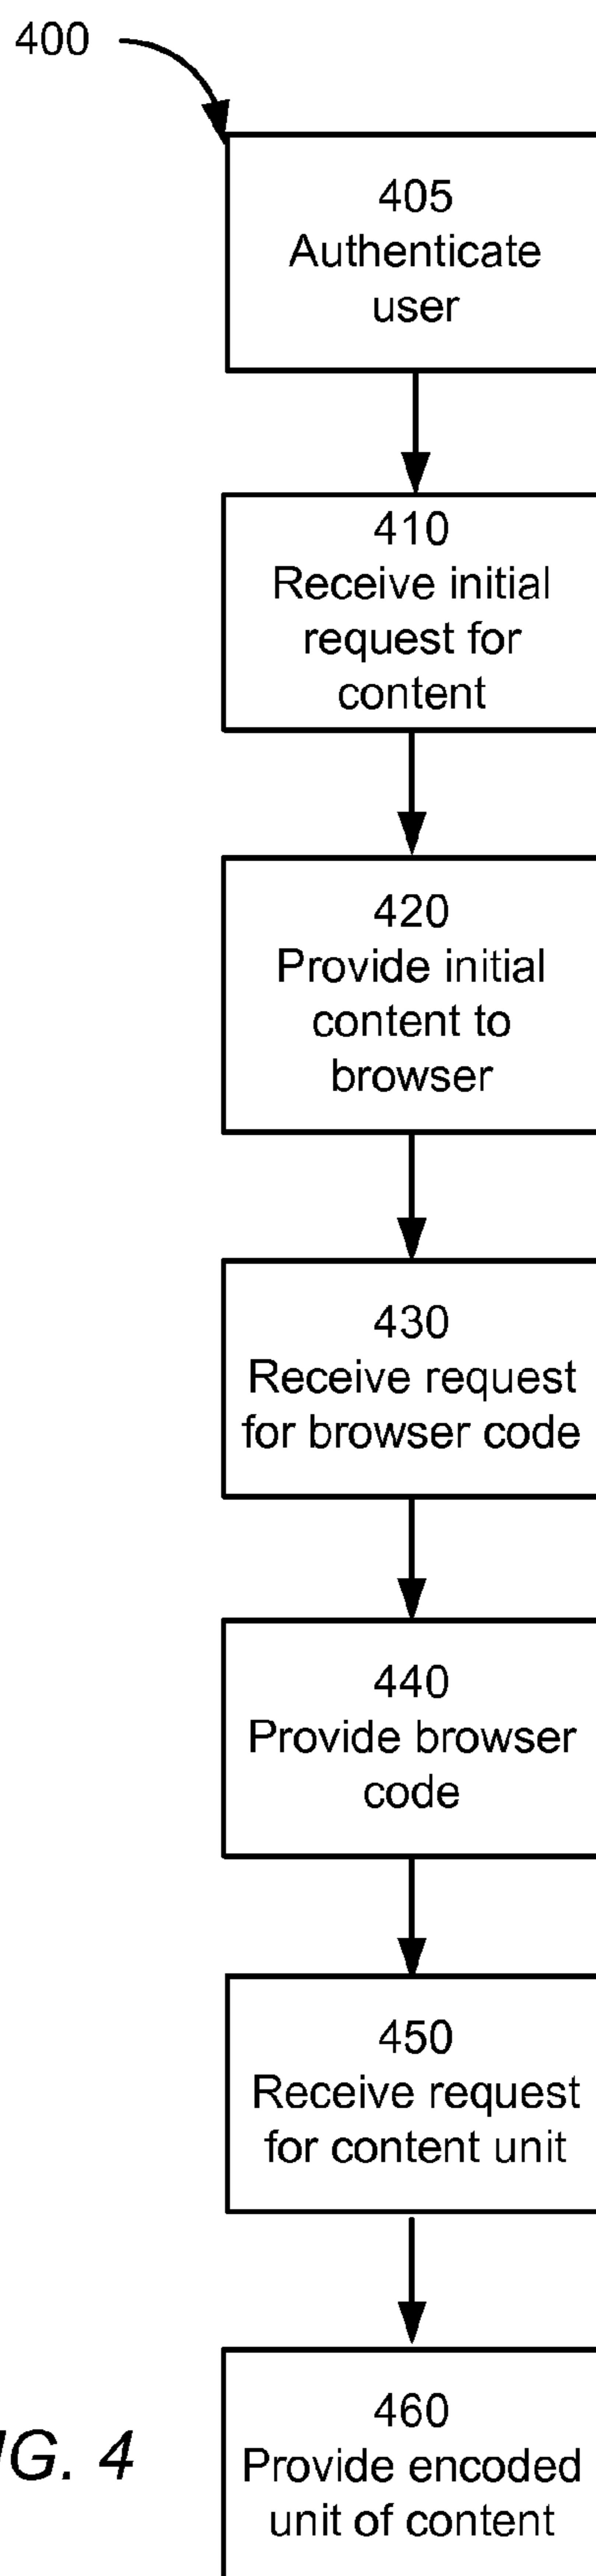 400
405
Authenticate
user
410
Receive initial
request for
content
420
Provide initial
content to
browser
430
Receive request
for browser code
440
Provide browser
code
450
Receive request
for content unit
460
Provide encoded
unit of content
G. 4